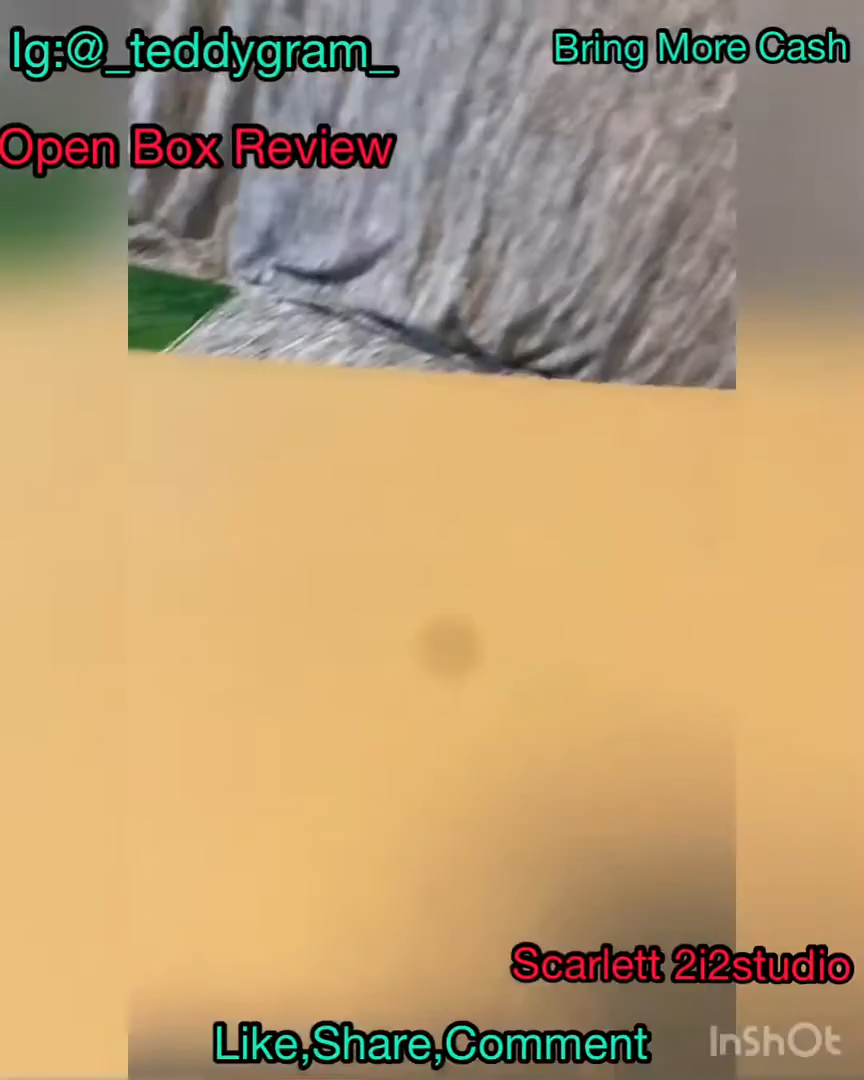 Ig:@_teddygram_
Bring More Cash
Open Box Review
Scarlett 2i2studio
Like,Share,Comment
InShOt